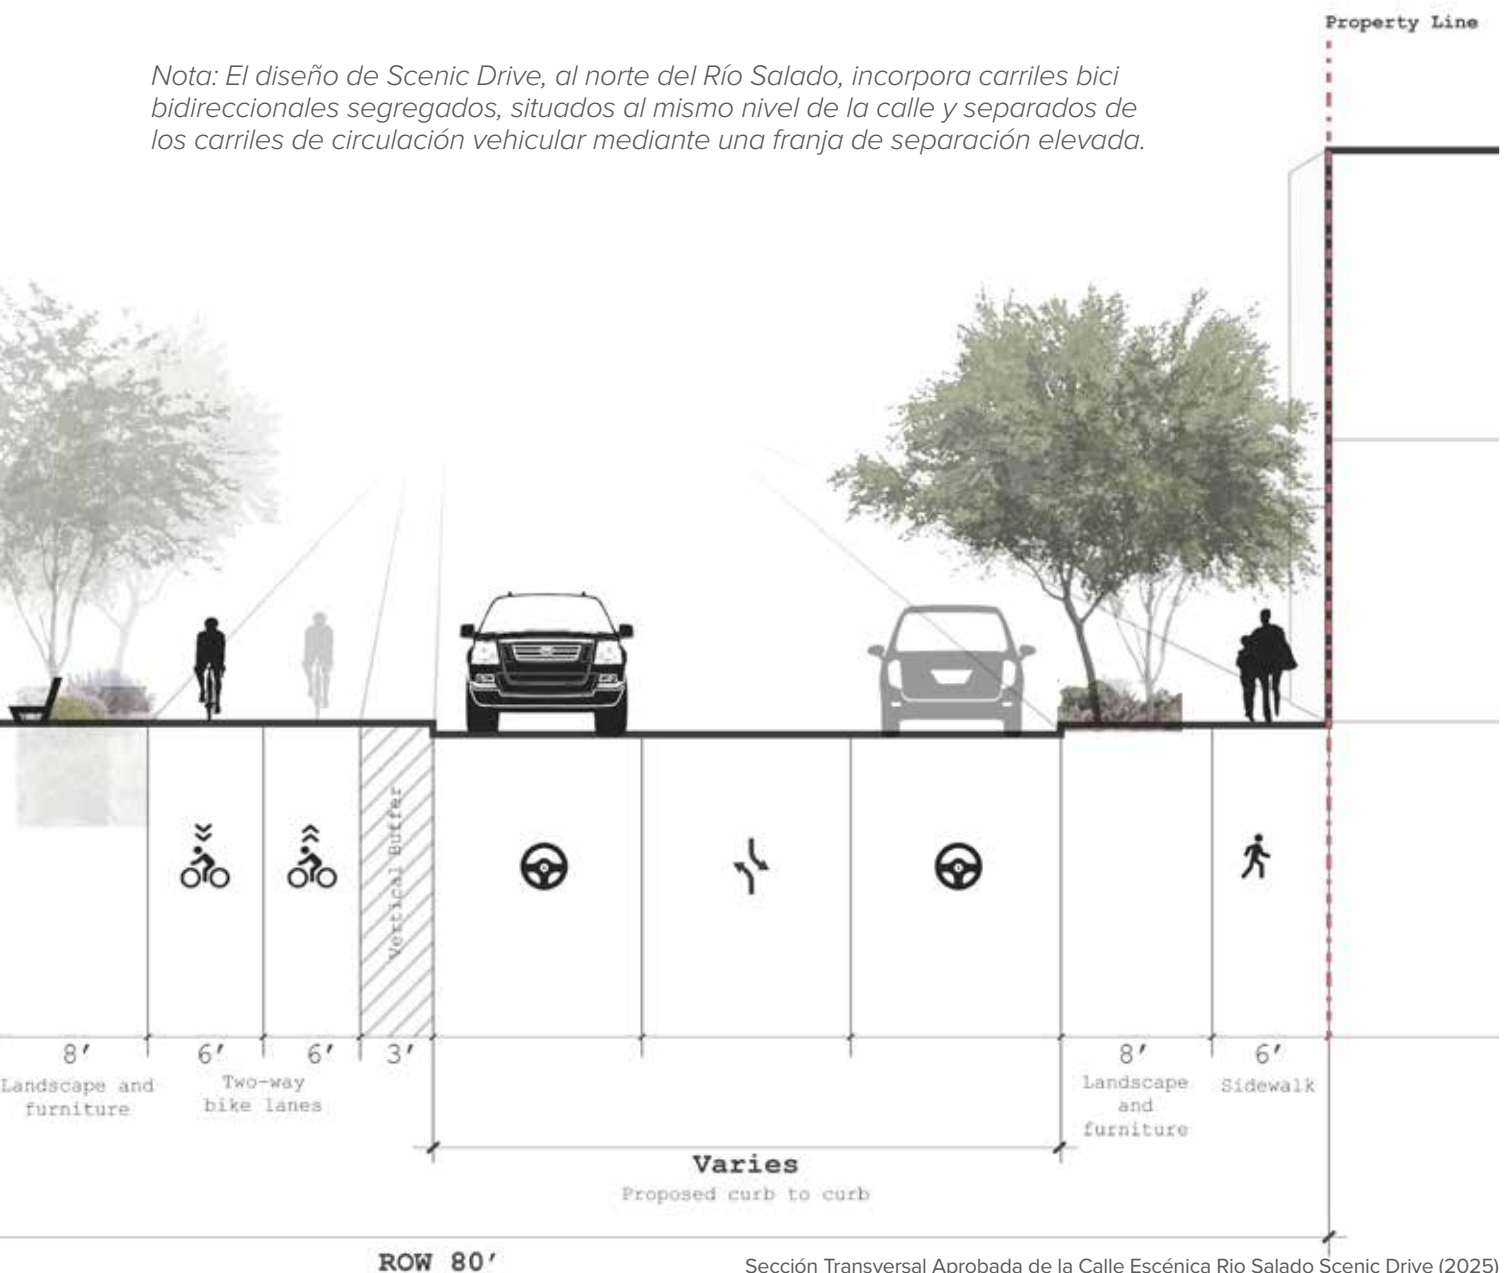 Property Line
Nota: El diseño de Scenic Drive, al norte del Río Salado, incorpora carriles bici
bidireccionales segregados, situados al mismo nivel de la calle y separados de
los carriles de circulación vehicular mediante una franja de separación elevada.
Vertical Buffer
8' 6' 6' 3' 8' 6'
Landscape and
furniture
Two-way
bike lanes
Landscape
and
furniture
Sidewalk
Varies
Proposed curb to curb
ROW 80'
Sección Transversal Aprobada de la Calle Escénica Rio Salado Scenic Drive (2025)